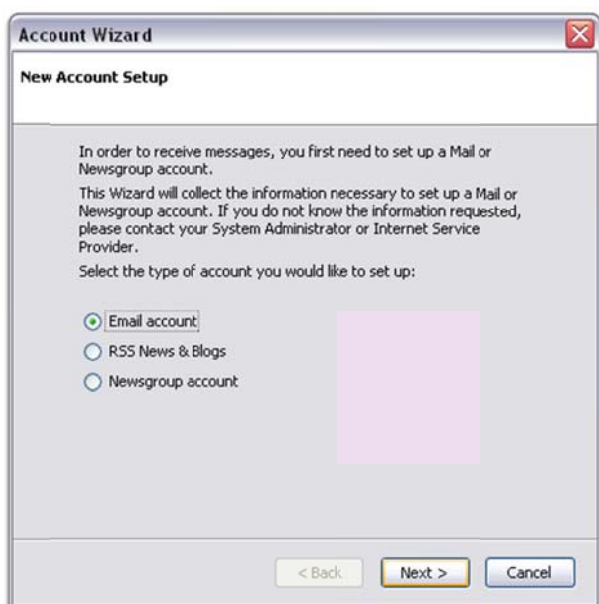 Account Wizard
New Account Setup
In order to receive messages, you first need to set up a Mail or
Newsgroup account.
This Wizard will collect the information necessary to set up a Mail or
Newsgroup account. If you do not know the information requested,
please contact your System Administrator or Internet Service
Provider.
Select the type of account you would like to set up:
Email account
RSS News & Blogs
Newsgroup account
< Back Next > Cancel